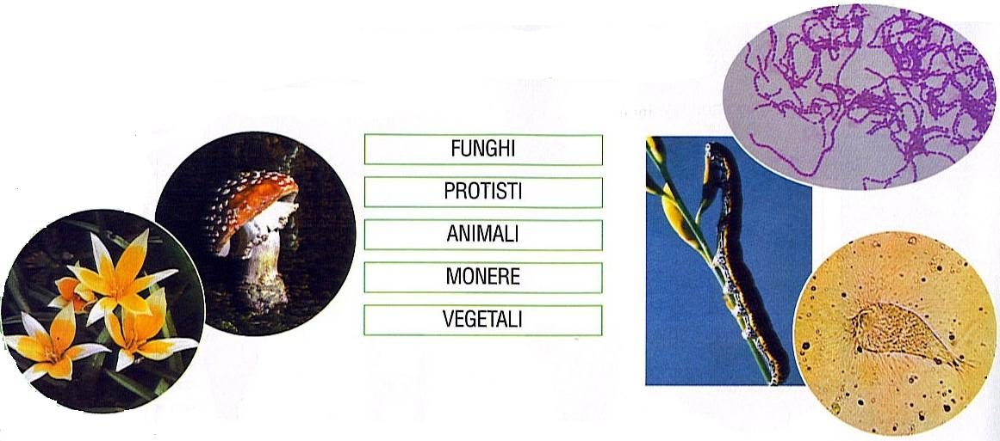 FUNGHI
PROTISTI
ANIMALI
MONERE
VEGETALI